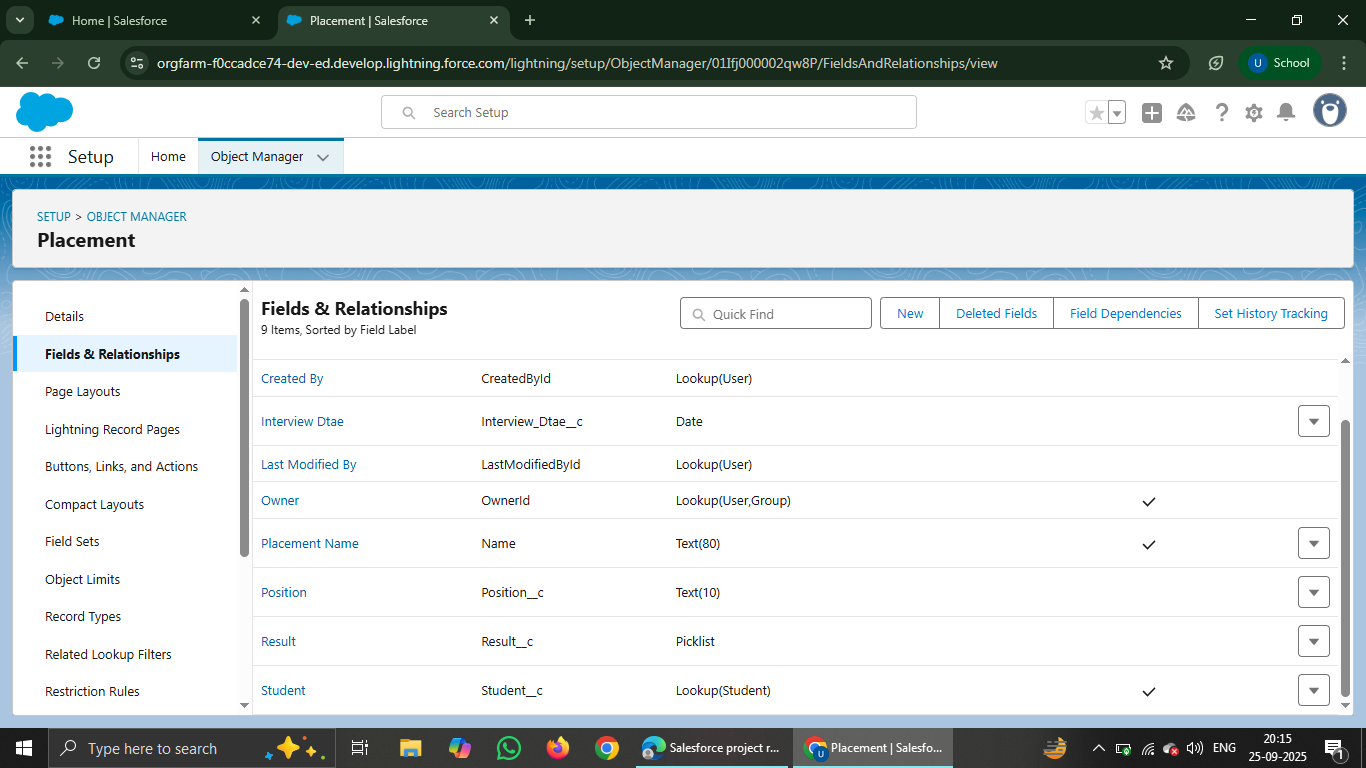 Home | Salesforce
Placement | Salesforce
orgfarm-f0ccadce74-dev-ed.develop.lightning.force.com/lightning/setup/ObjectManager/01Ifj000002qw8P/FieldsAndRelationships/view
U School
Search Setup
Setup Home Object Manager
SETUP > OBJECT MANAGER
Placement
Details
Fields & Relationships
Page Layouts
Lightning Record Pages
Buttons, Links, and Actions
Compact Layouts
Field Sets
Object Limits
Record Types
Related Lookup Filters
Restriction Rules
Fields & Relationships
9 Items, Sorted by Field Label
Quick Find
New Deleted Fields Field Dependencies Set History Tracking
Created By CreatedById Lookup(User)
Interview Dtae Interview_Dtae__c Date
Last Modified By LastModifiedById Lookup(User)
Owner OwnerId Lookup(User,Group)
Placement Name Name Text(80)
Position Position__c Text(10)
Result Result__c Picklist
Student Student__c Lookup(Student)
Type here to search
Salesforce project r...
U
Placement | Salesfo...
ENG
20:15
25-09-2025
1